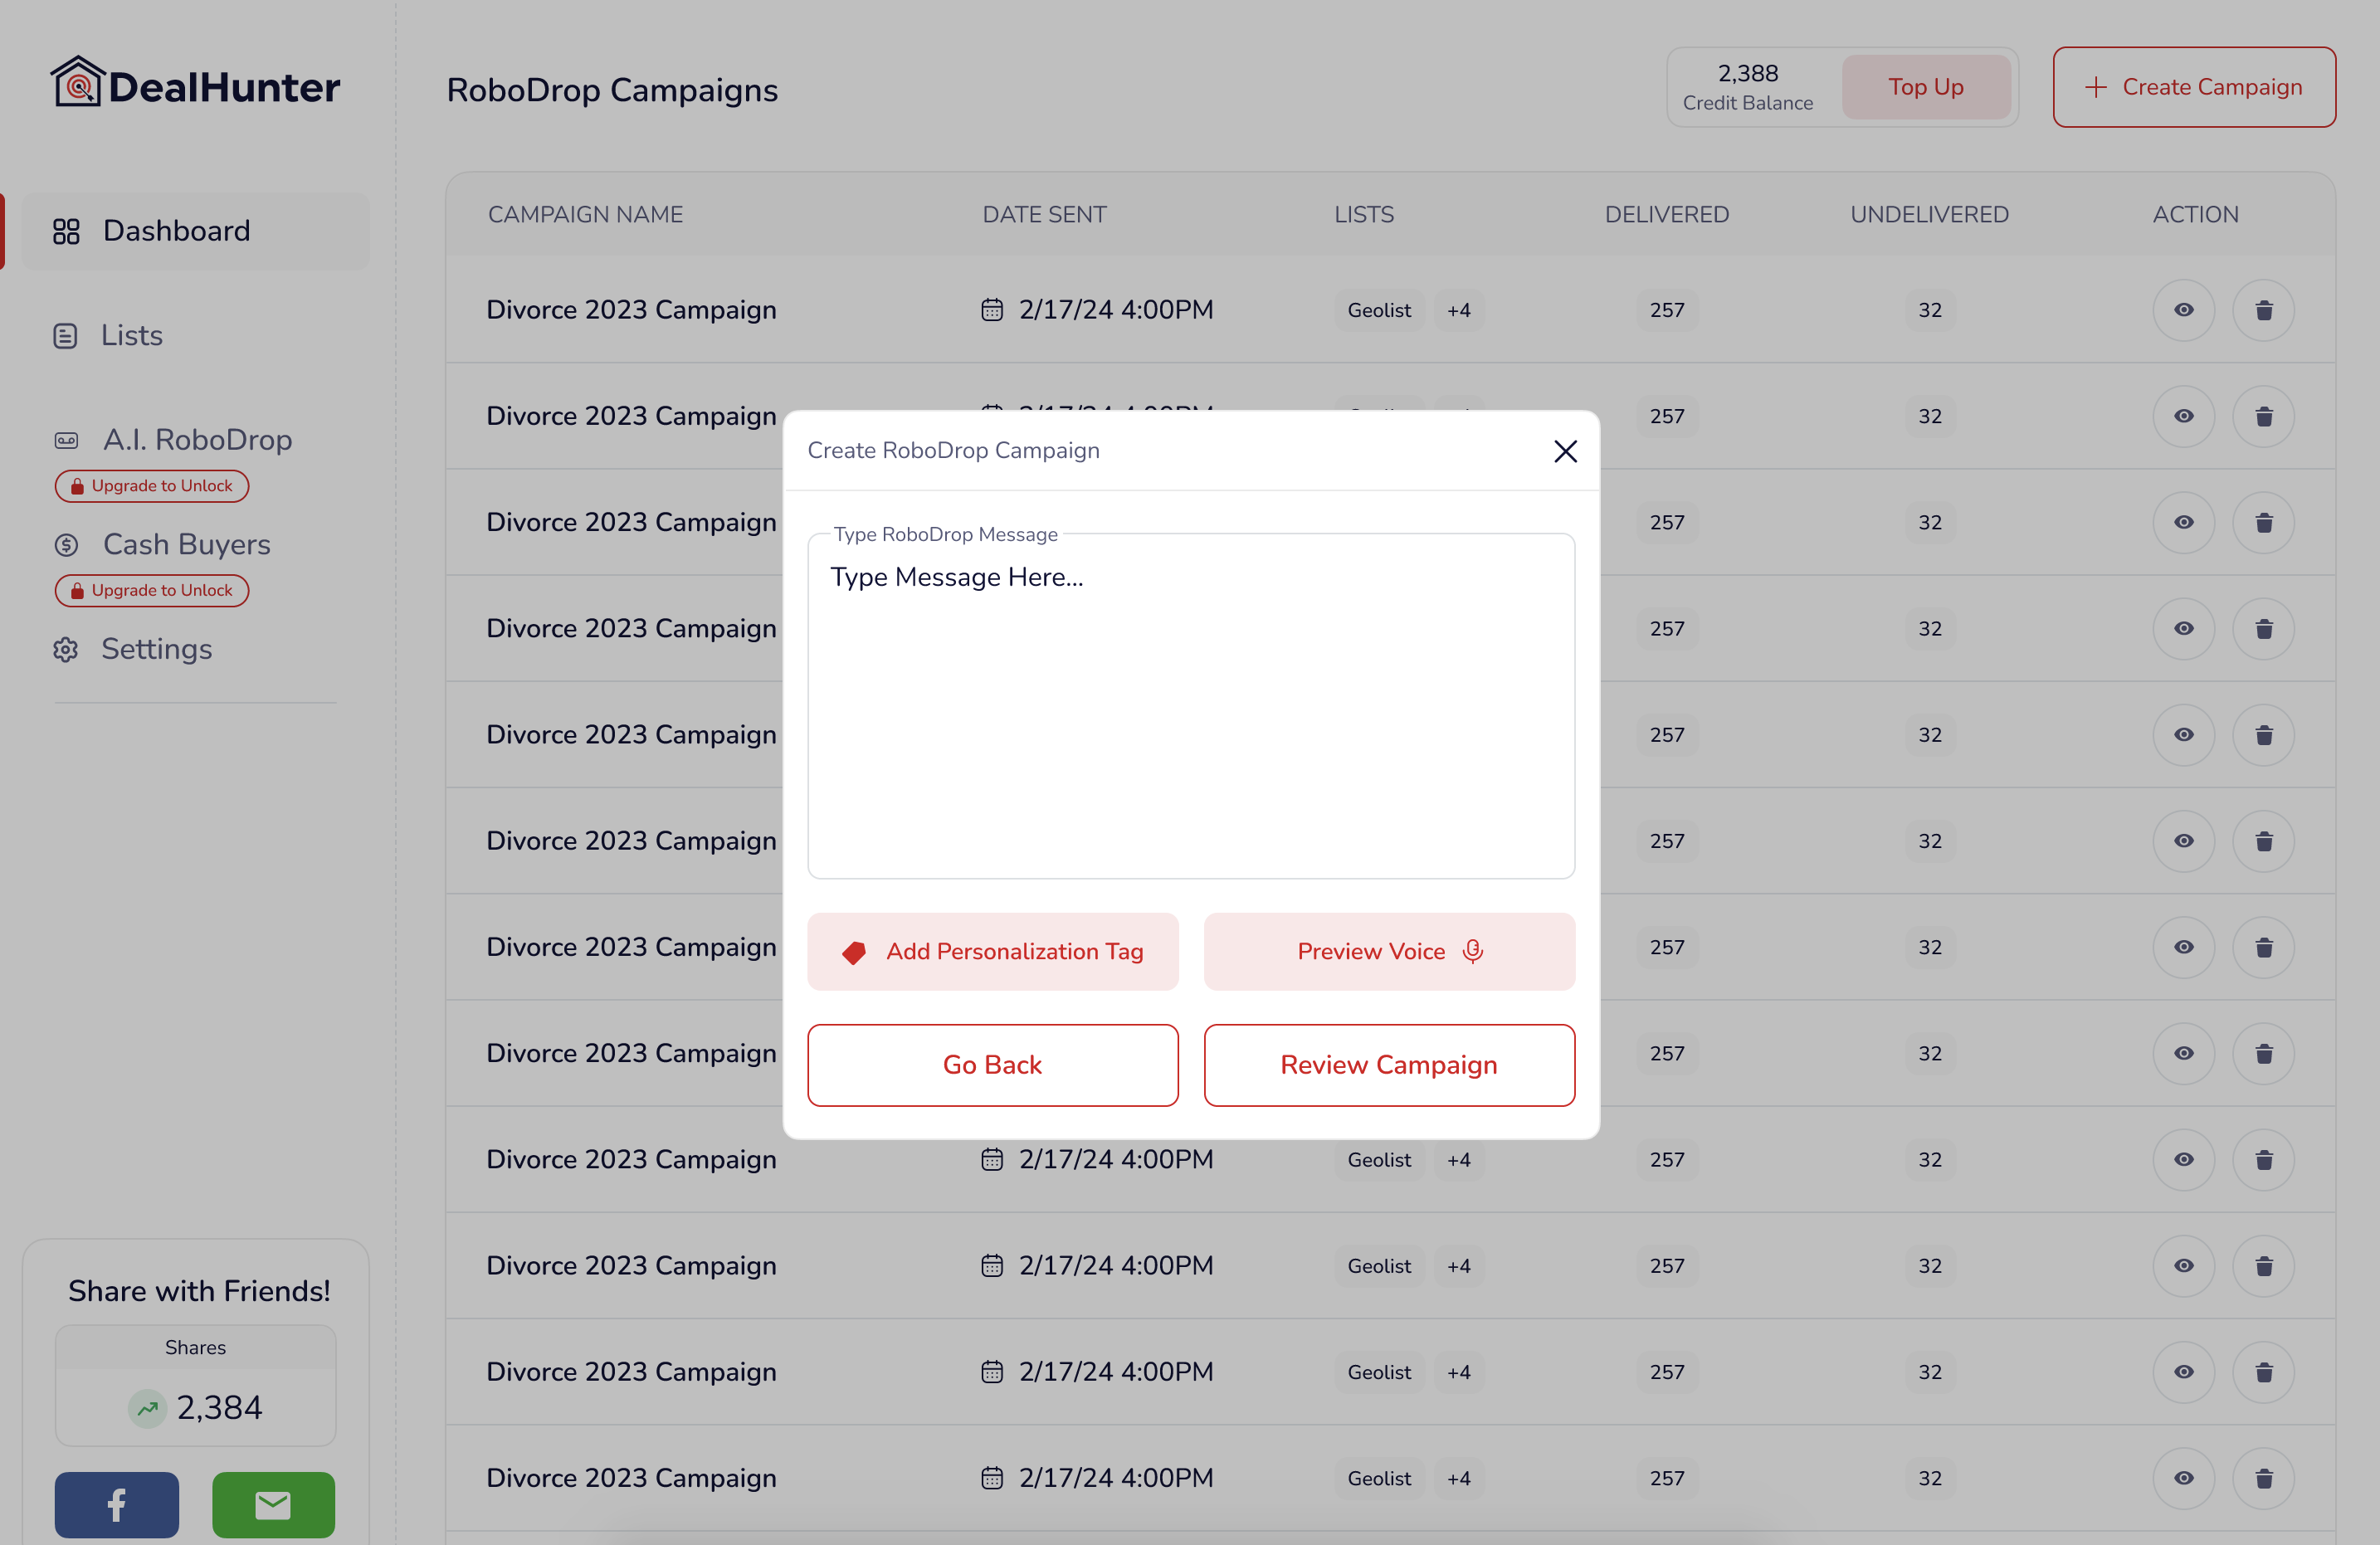 DealHunter
RoboDrop Campaigns
2,388
Credit Balance
Top Up
Create Campaign
Dashboard
Lists
A.I. RoboDrop
Upgrade to Unlock
Cash Buyers
Upgrade to Unlock
Settings
CAMPAIGN NAME DATE SENT LISTS DELIVERED UNDELIVERED ACTION
Divorce 2023 Campaign 2/17/24 4:00PM Geolist +4 257 32
Divorce 2023 Campaign 2/17/24 4:00PM 257 32
Divorce 2023 Campaign 257 32
Divorce 2023 Campaign 257 32
Divorce 2023 Campaign 257 32
Divorce 2023 Campaign 257 32
Divorce 2023 Campaign 257 32
Divorce 2023 Campaign 257 32
Divorce 2023 Campaign 2/17/24 4:00PM Geolist +4 257 32
Divorce 2023 Campaign 2/17/24 4:00PM Geolist +4 257 32
Divorce 2023 Campaign 2/17/24 4:00PM Geolist +4 257 32
Divorce 2023 Campaign 2/17/24 4:00PM Geolist +4 257 32
Create RoboDrop Campaign
Type RoboDrop Message
Type Message Here...
Add Personalization Tag
Preview Voice
Go Back
Review Campaign
Share with Friends!
Shares
2,384